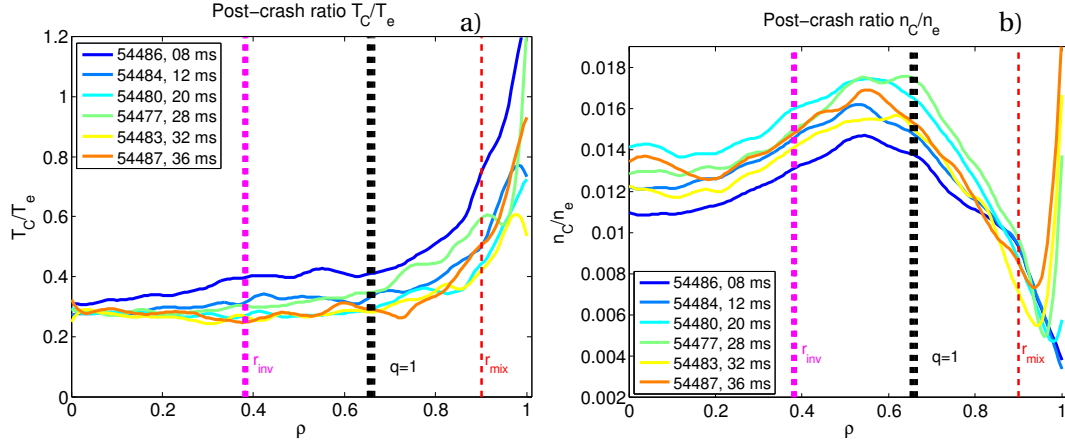 Post−crash ratio T_C/T_e
a)
1.2
1
0.8
0.6
0.4
0.2
0
T_C/T_e
54486, 08 ms
54484, 12 ms
54480, 20 ms
54477, 28 ms
54483, 32 ms
54487, 36 ms
r_inv
q=1
r_mix
0 0.2 0.4 0.6 0.8 1
ρ
Post−crash ratio n_C/n_e
b)
0.018
0.016
0.014
0.012
0.01
0.008
0.006
0.004
0.002
n_C/n_e
54486, 08 ms
54484, 12 ms
54480, 20 ms
54477, 28 ms
54483, 32 ms
54487, 36 ms
r_inv
q=1
r_mix
0 0.2 0.4 0.6 0.8 1
ρ